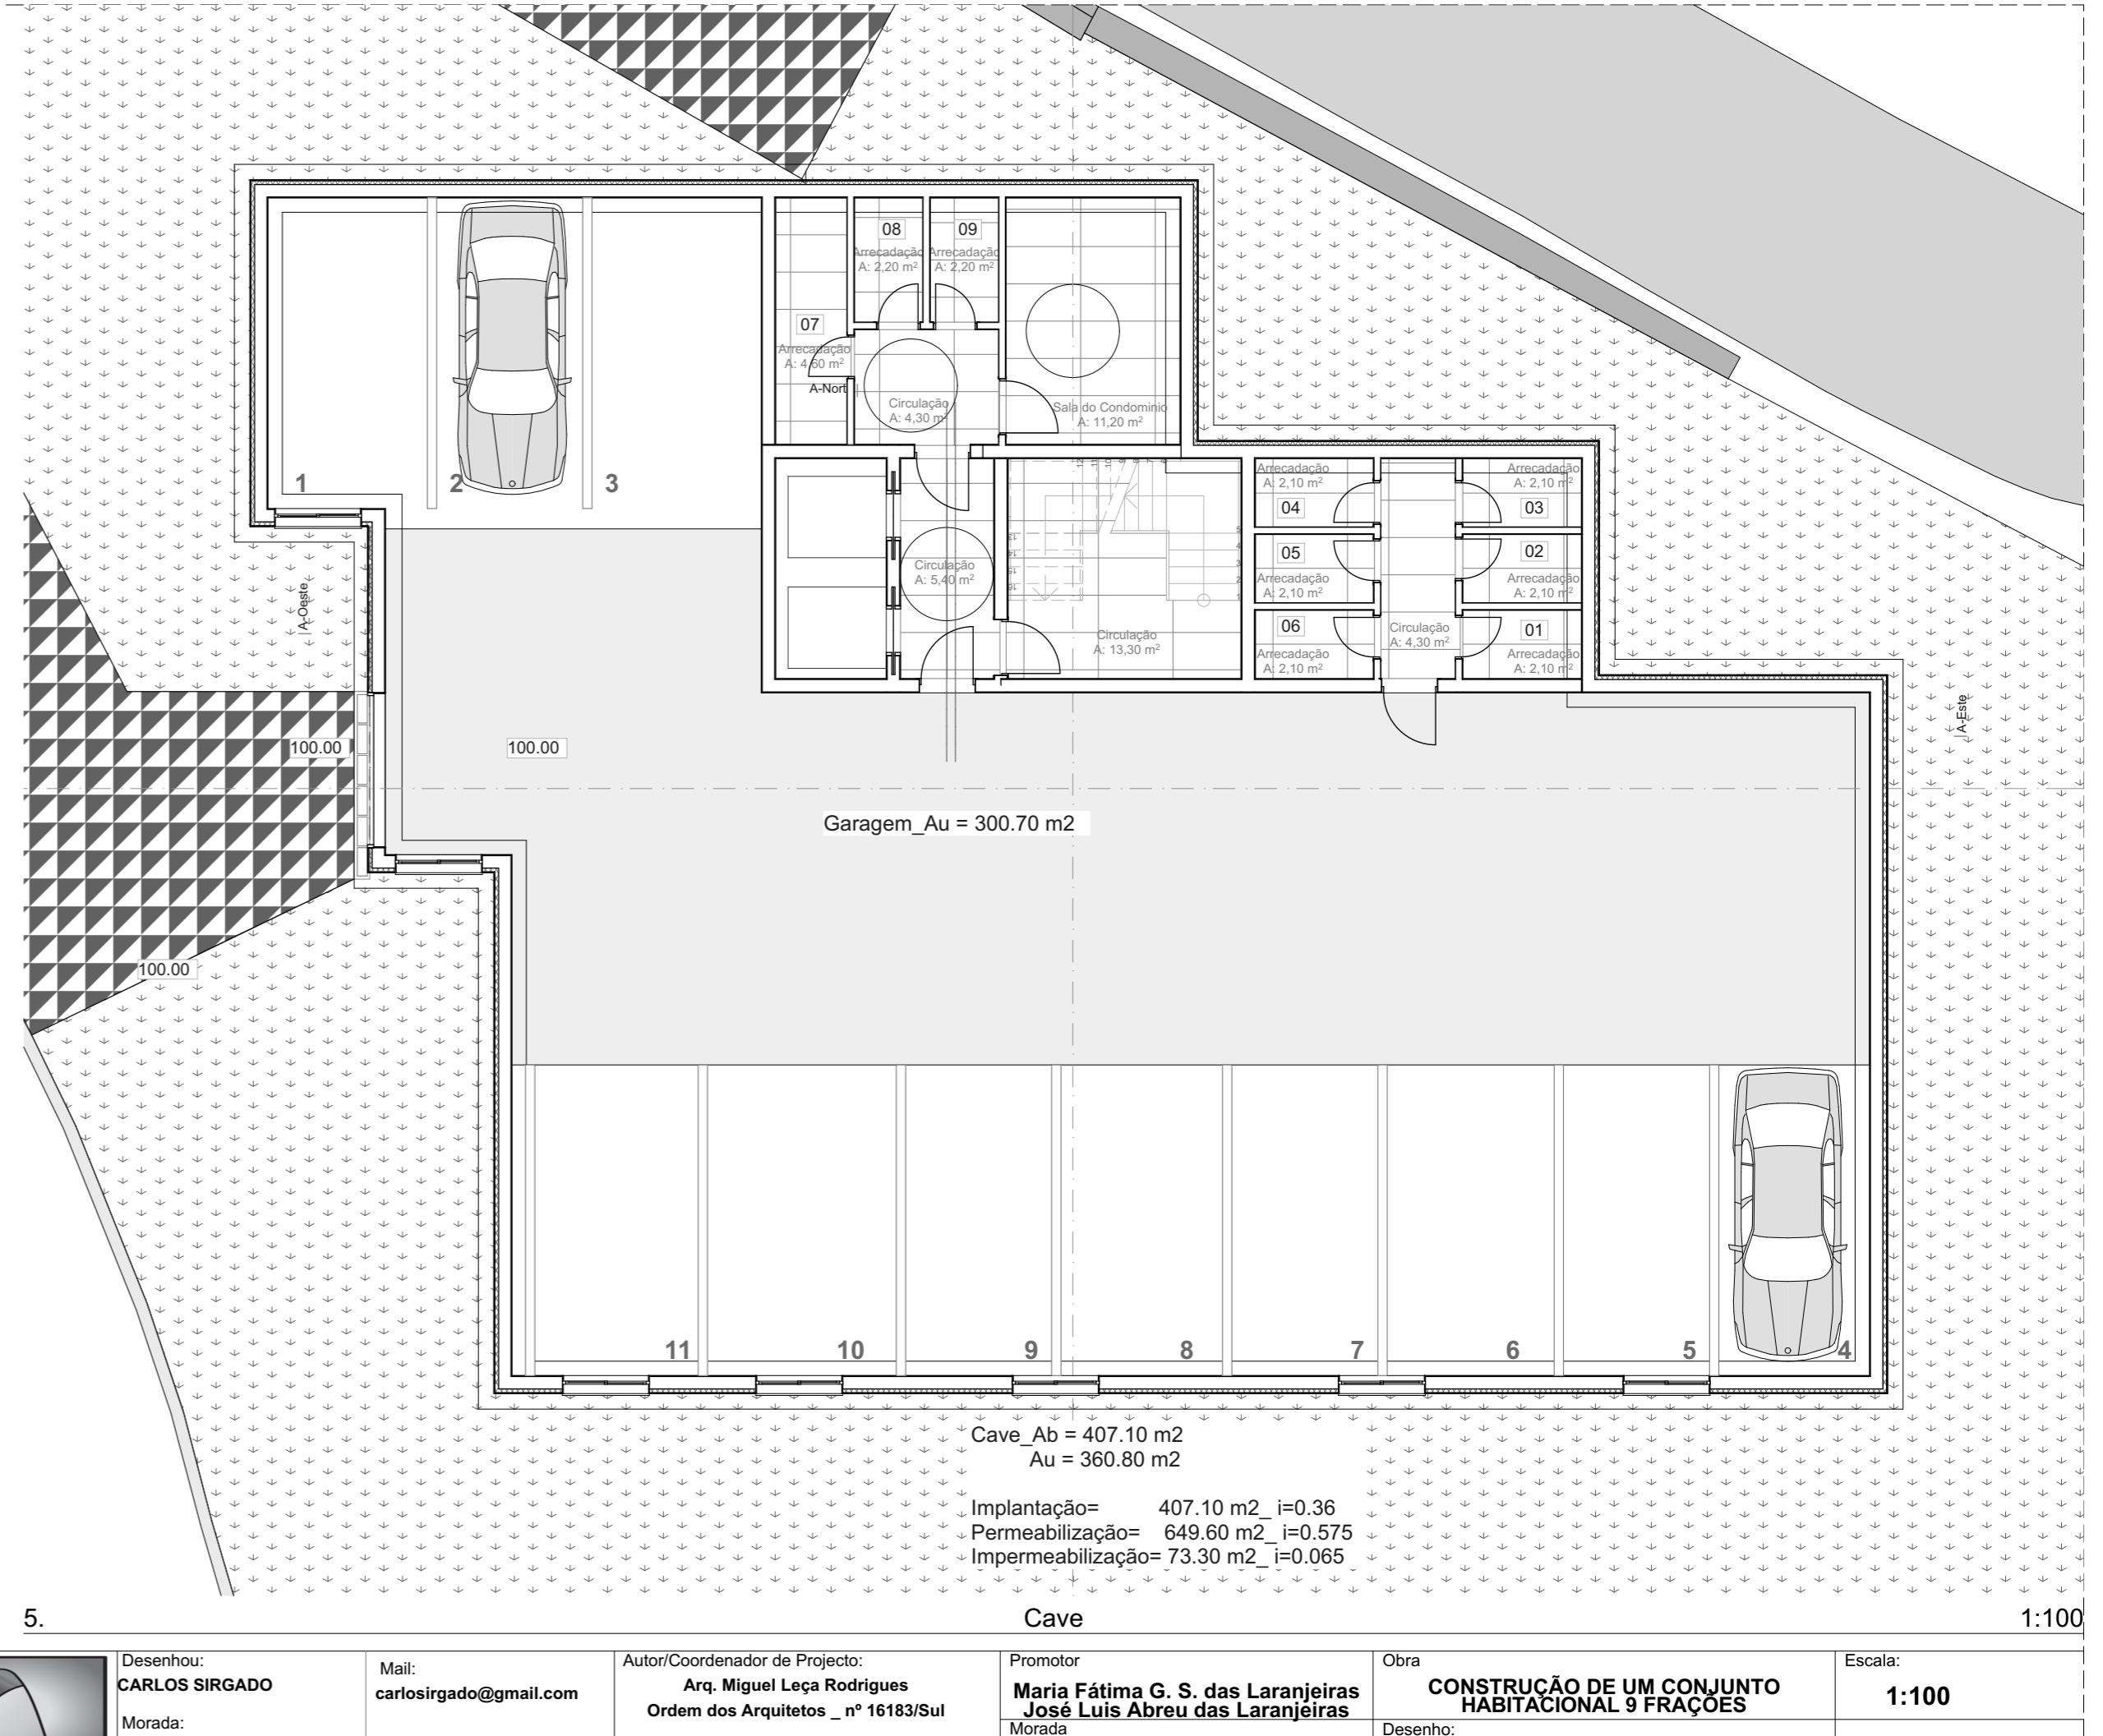 08
Arrecadação
A: 2,20 m²
09
Arrecadação
A: 2,20 m²
07
Arrecadação
A: 4,60 m²
A-Nort
Circulação
A: 4,30 m²
Sala do Condominio
A: 11,20 m²
1
2
3
Arrecadação
A: 2,10 m²
04
Arrecadação
A: 2,10 m²
03
05
Arrecadação
A: 2,10 m²
02
Arrecadação
A: 2,10 m²
06
Arrecadação
A: 2,10 m²
01
Arrecadação
A: 2,10 m²
Circulação
A: 4,30 m²
Circulação
A: 5,40 m²
Circulação
A: 13,30 m²
A-Oeste
A-Este
100.00
100.00
Garagem_Au = 300.70 m2
100.00
11
10
9
8
7
6
5
4
Cave_Ab = 407.10 m2
Au = 360.80 m2
Implantação= 407.10 m2_ i=0.36
Permeabilização= 649.60 m2_ i=0.575
Impermeabilização= 73.30 m2_ i=0.065
5.
Cave
1:100
Desenhou:
CARLOS SIRGADO
Morada:
Mail:
carlosirgado@gmail.com
Autor/Coordenador de Projecto:
Arq. Miguel Leça Rodrigues
Ordem dos Arquitetos _ nº 16183/Sul
Promotor
Maria Fátima G. S. das Laranjeiras
José Luis Abreu das Laranjeiras
Morada
Obra
CONSTRUÇÃO DE UM CONJUNTO
HABITACIONAL 9 FRAÇÕES
Desenho:
Escala:
1:100